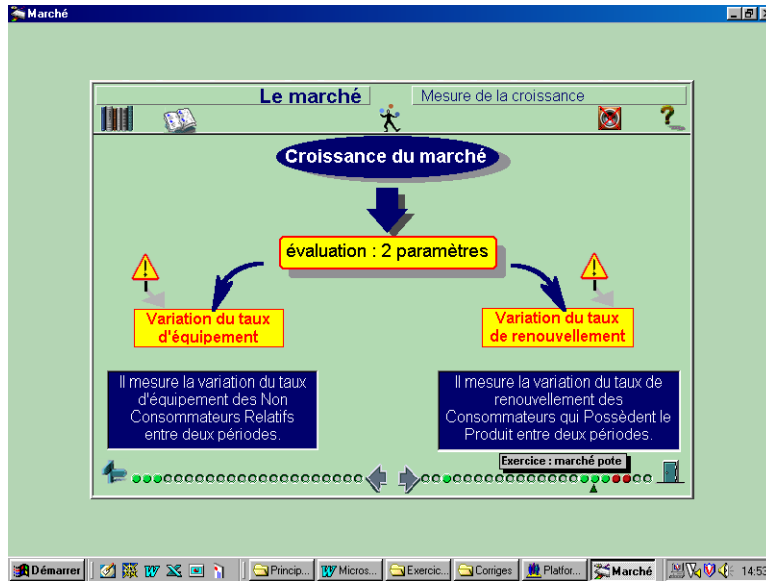 Marché
Le marché
Mesure de la croissance
Croissance du marché
évaluation : 2 paramètres
Variation du taux
d'équipement
Variation du taux
de renouvellement
Il mesure la variation du taux
d'équipement des Non
Consommateurs Relatifs
entre deux périodes.
Il mesure la variation du taux de
renouvellement des
Consommateurs qui Possèdent le
Produit entre deux périodes.
Exercice : marché pote
Démarrer
Princip...
Micros...
Exercic...
Corriges
Platfor...
Marché
14:53